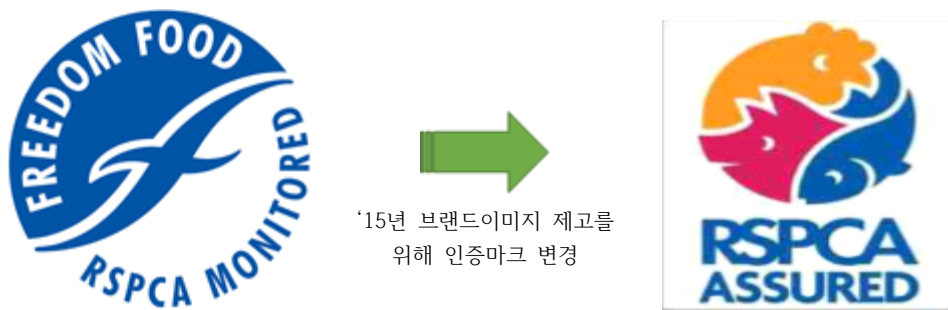 FREEDOM FOOD
RSPCA MONITORED
‘15년 브랜드이미지 제고를
위해 인증마크 변경
RSPCA
ASSURED